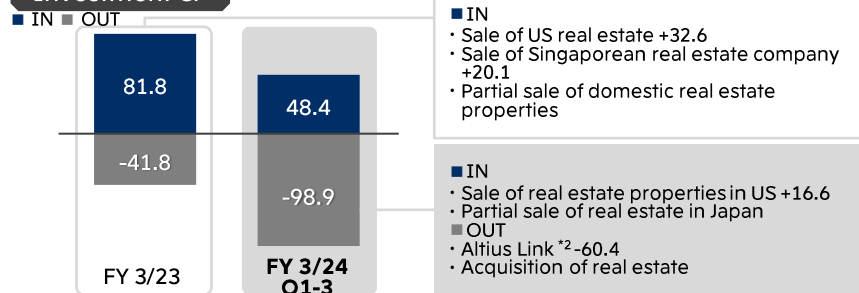 ■ IN ■ OUT
81.8
-41.8
FY 3/23
48.4
-98.9
FY 3/24
Q1-3
■IN
・Sale of US real estate +32.6
・Sale of Singaporean real estate company
+20.1
・Partial sale of domestic real estate
properties
■IN
・Sale of real estate properties in US +16.6
・Partial sale of real estate in Japan
■OUT
・Altius Link *2 -60.4
・Acquisition of real estate